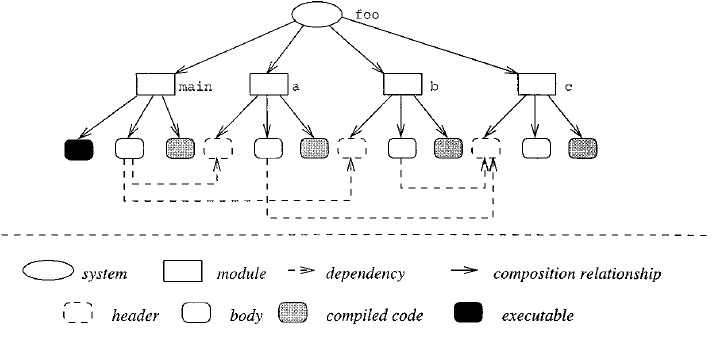 foo
main a b c
system module dependency composition relationship
header body compiled code executable